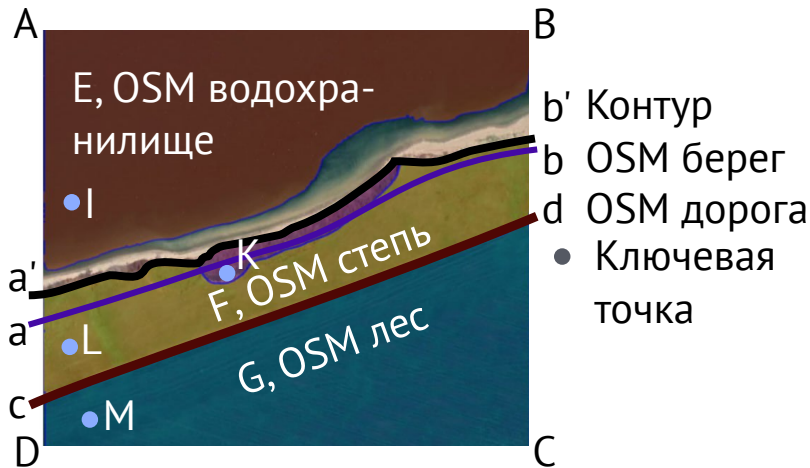 A
B
E, OSM водохра-
нилище
b' Контур
b OSM берег
I
d OSM дорога
K
Ключевая
точка
a'
F, OSM степь
a
L
G, OSM лес
c
M
D
C